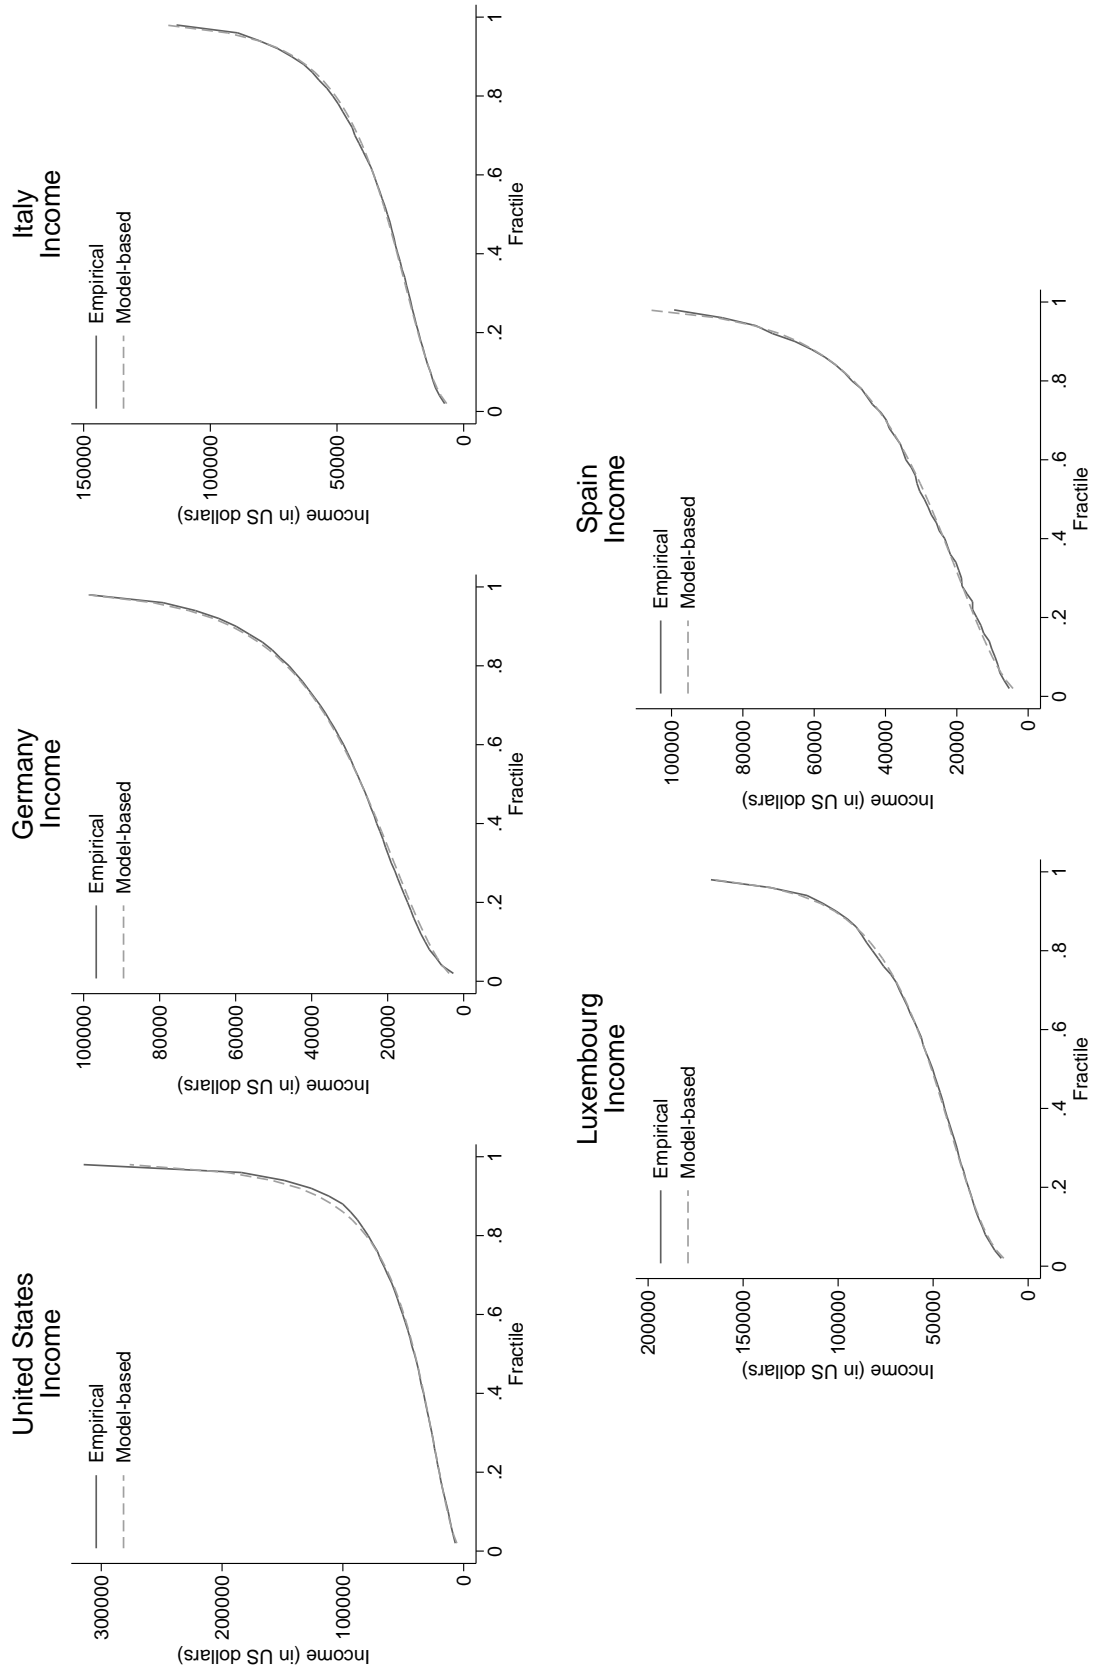 United States
Income
Empirical
Model-based
Income (in US dollars)
300000
200000
100000
0
0
.2
.4
.6
.8
1
Fractile
Germany
Income
Empirical
Model-based
Income (in US dollars)
100000
80000
60000
40000
20000
0
0
.2
.4
.6
.8
1
Fractile
Italy
Income
Empirical
Model-based
Income (in US dollars)
150000
100000
50000
0
0
.2
.4
.6
.8
1
Fractile
Luxembourg
Income
Empirical
Model-based
Income (in US dollars)
200000
150000
100000
50000
0
0
.2
.4
.6
.8
1
Fractile
Spain
Income
Empirical
Model-based
Income (in US dollars)
100000
80000
60000
40000
20000
0
0
.2
.4
.6
.8
1
Fractile